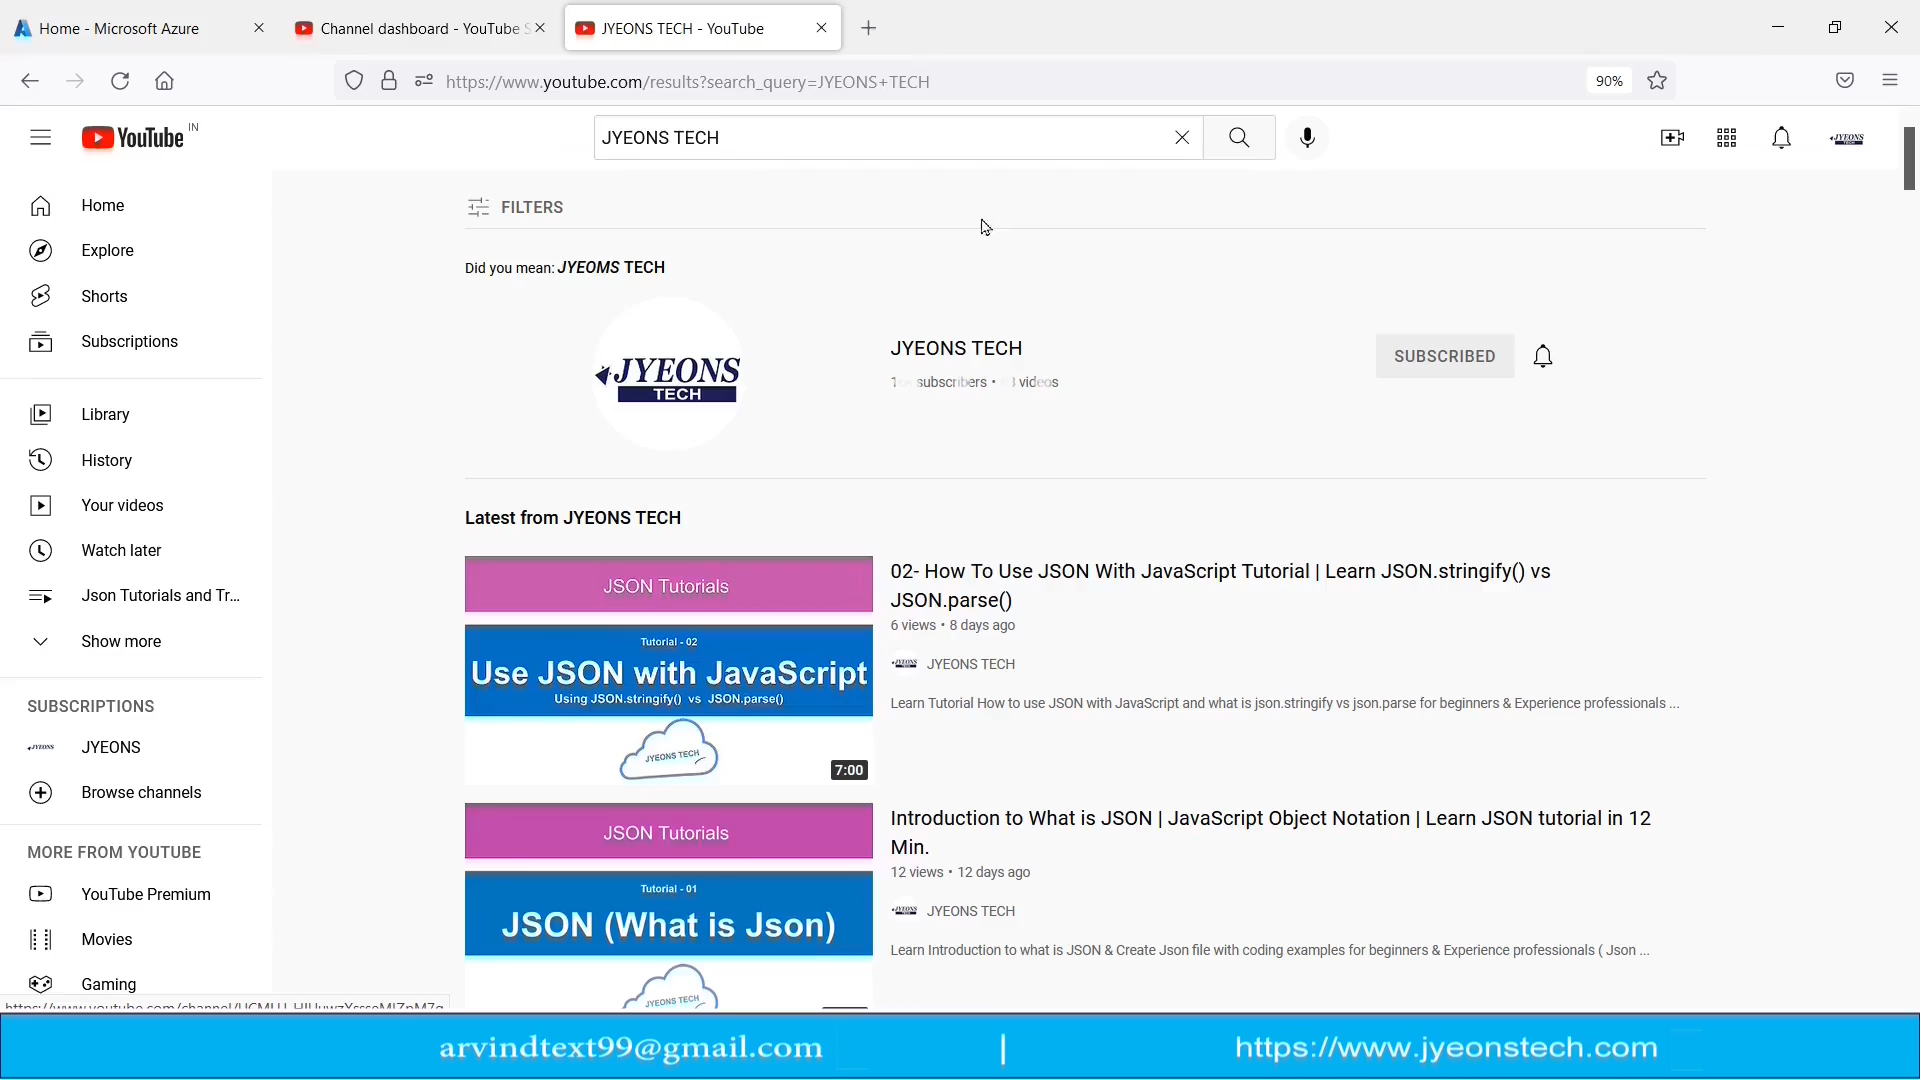 Home - Microsoft Azure
Channel dashboard - YouTube S
JYEONS TECH - YouTube
https://www.youtube.com/results?search_query=JYEONS+TECH
90%
YouTube IN
JYEONS TECH
JYEONS TECH
Home
Explore
Shorts
Subscriptions
Library
History
Your videos
Watch later
Json Tutorials and Tr...
Show more
SUBSCRIPTIONS
JYEONS
JYEONS
Browse channels
MORE FROM YOUTUBE
YouTube Premium
Movies
Gaming
FILTERS
Did you mean: JYEOMS TECH
JYEONS
TECH
JYEONS TECH
subscribers • videos
SUBSCRIBED
Latest from JYEONS TECH
JSON Tutorials
Tutorial - 02
Use JSON with JavaScript
Using JSON.stringify() vs JSON.parse()
JYEONS TECH
7:00
02- How To Use JSON With JavaScript Tutorial | Learn JSON.stringify() vs
JSON.parse()
6 views • 8 days ago
JYEONS JYEONS TECH
Learn Tutorial How to use JSON with JavaScript and what is json.stringify vs json.parse for beginners & Experience professionals ...
JSON Tutorials
Tutorial - 01
JSON (What is Json)
JYEONS TECH
Introduction to What is JSON | JavaScript Object Notation | Learn JSON tutorial in 12
Min.
12 views • 12 days ago
JYEONS JYEONS TECH
Learn Introduction to what is JSON & Create Json file with coding examples for beginners & Experience professionals ( Json ...
arvindtext99@gmail.com | https://www.jyeonstech.com